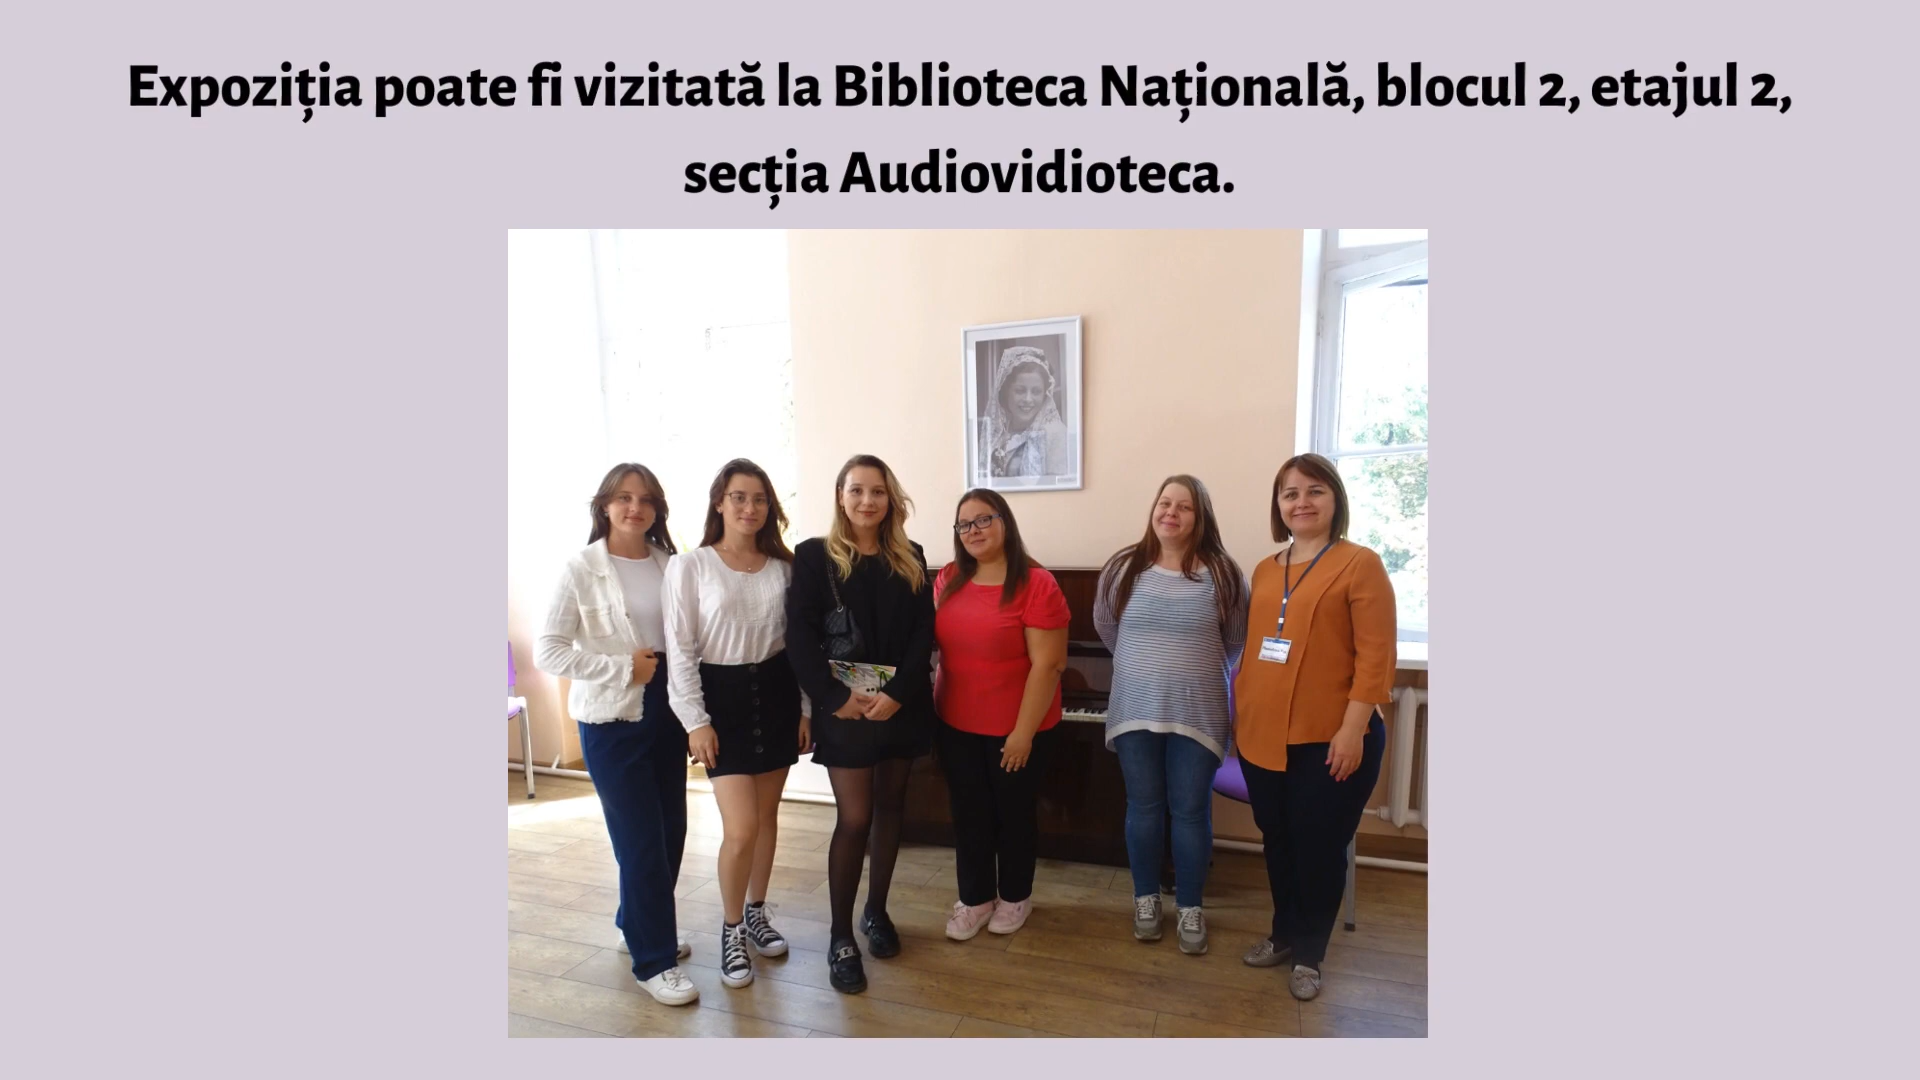 Expoziția poate fi vizitată la Biblioteca Națională, blocul 2, etajul 2,
secția Audiovidioteca.